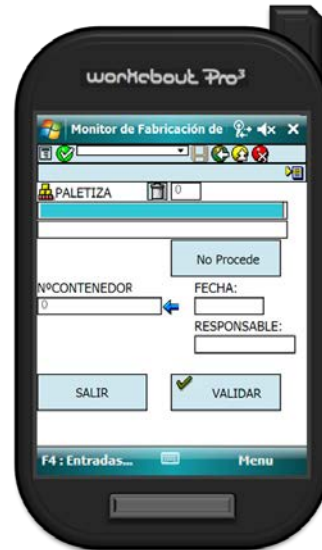 workabout Pro³
Monitor de Fabricación de
PALETIZA 0
No Procede
NºCONTENEDOR FECHA:
0
RESPONSABLE:
SALIR VALIDAR
F4 : Entradas... Menu